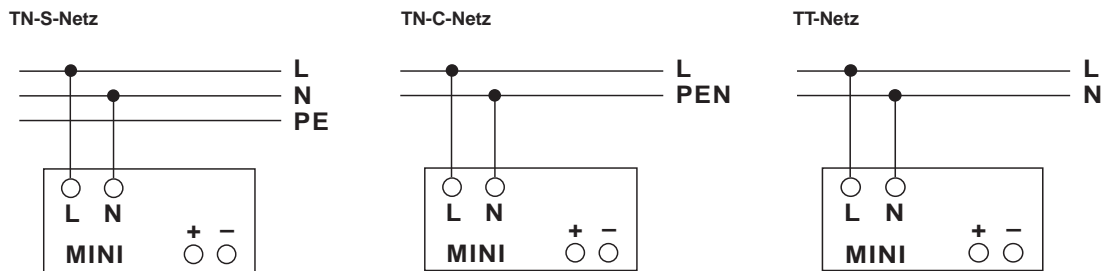 TN-S-Netz
L
N
PE
L N
+ –
MINI
TN-C-Netz
L
PEN
L N
+ –
MINI
TT-Netz
L
N
L N
+ –
MINI